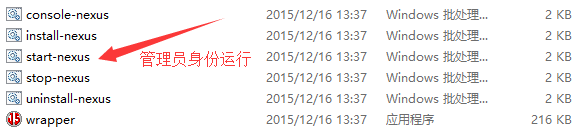 console-nexus 2015/12/16 13:37 Windows 批处理... 2 KB
install-nexus 2015/12/16 13:37 Windows 批处理... 2 KB
start-nexus 管理员身份运行 2015/12/16 13:37 Windows 批处理... 2 KB
stop-nexus 2015/12/16 13:37 Windows 批处理... 2 KB
uninstall-nexus 2015/12/16 13:37 Windows 批处理... 2 KB
wrapper 2015/12/16 13:37 应用程序 216 KB